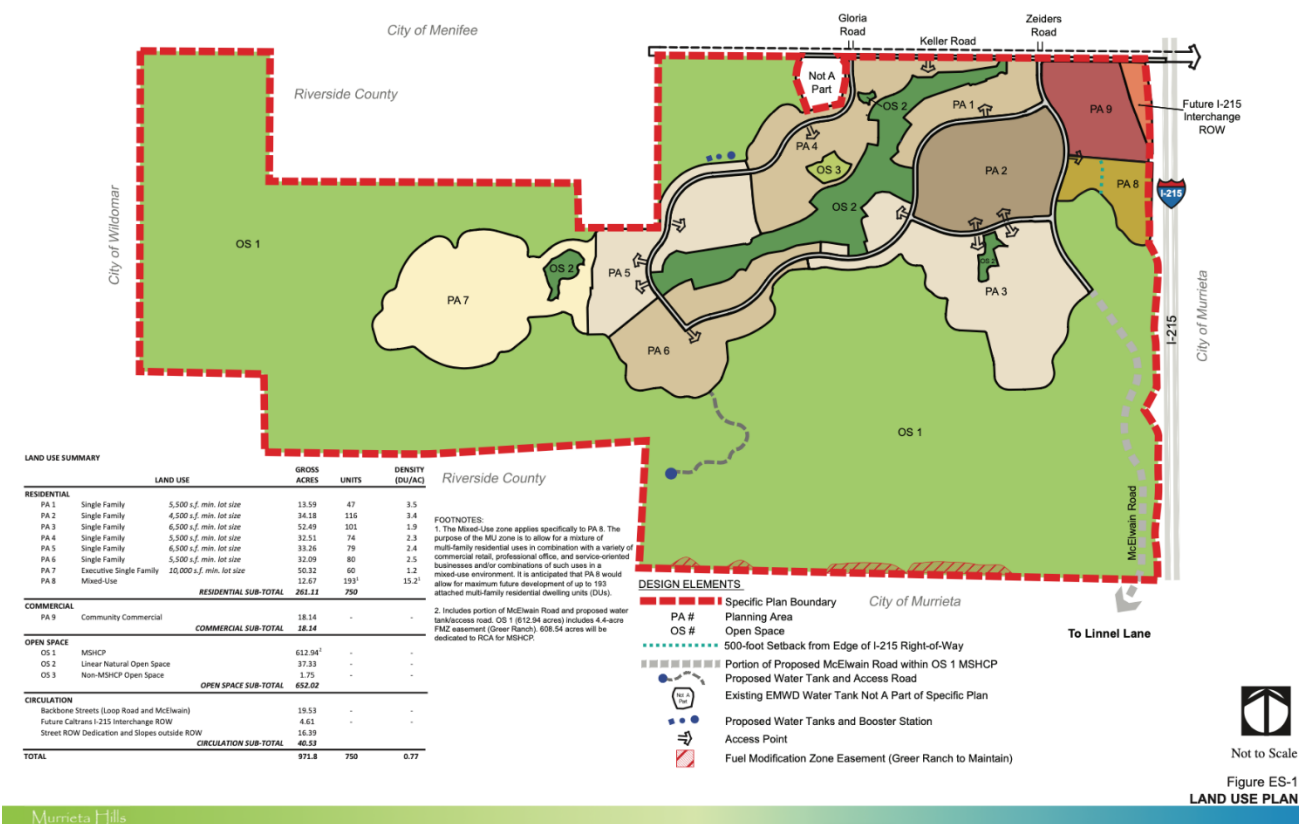 City of Menifee
Gloria
Road
Keller Road
Zeiders
Road
Riverside County
Not A
Part
OS 2
PA 1
PA 9
Future I-215
Interchange
ROW
PA 4
OS 3
PA 2
PA 8
I-215
City of Wildomar
OS 1
OS 2
OS 2
PA 5
OS 2
PA 7
PA 3
PA 6
I-215
City of Murrieta
OS 1
McElwain Road
Riverside County
City of Murrieta
To Linnel Lane
LAND USE SUMMARY
LAND USE GROSS ACRES UNITS DENSITY (DU/AC)
RESIDENTIAL
PA 1 Single Family 5,500 s.f. min. lot size 13.59 47 3.5
PA 2 Single Family 4,500 s.f. min. lot size 34.18 116 3.4
PA 3 Single Family 6,500 s.f. min. lot size 52.49 101 1.9
PA 4 Single Family 5,500 s.f. min. lot size 32.51 74 2.3
PA 5 Single Family 6,500 s.f. min. lot size 33.26 79 2.4
PA 6 Single Family 5,500 s.f. min. lot size 32.09 80 2.5
PA 7 Executive Single Family 10,000 s.f. min. lot size 50.32 60 1.2
PA 8 Mixed-Use 12.67 193¹ 15.2¹
RESIDENTIAL SUB-TOTAL 261.11 750
COMMERCIAL
PA 9 Community Commercial 18.14 - -
COMMERCIAL SUB-TOTAL 18.14 - -
OPEN SPACE
OS 1 MSHCP 612.94² - -
OS 2 Linear Natural Open Space 37.33 - -
OS 3 Non-MSHCP Open Space 1.75 - -
OPEN SPACE SUB-TOTAL 652.02 - -
CIRCULATION
Backbone Streets (Loop Road and McElwain) 19.53 - -
Future Caltrans I-215 Interchange ROW 4.61 - -
Street ROW Dedication and Slopes outside ROW 16.39
CIRCULATION SUB-TOTAL 40.53 - -
TOTAL 971.8 750 0.77
FOOTNOTES:
1. The Mixed-Use zone applies specifically to PA 8. The
purpose of the MU zone is to allow for a mixture of
multi-family residential uses in combination with a variety of
commercial retail, professional office, and service-oriented
businesses and/or combinations of such uses in a
mixed-use environment. It is anticipated that PA 8 would
allow for maximum future development of up to 193
attached multi-family residential dwelling units (DUs).
2. Includes portion of McElwain Road and proposed water
tank/access road. OS 1 (612.94 acres) includes 4.4-acre
FMZ easement (Greer Ranch). 608.54 acres will be
dedicated to RCA for MSHCP.
DESIGN ELEMENTS
Specific Plan Boundary
PA # Planning Area
OS # Open Space
500-foot Setback from Edge of I-215 Right-of-Way
Portion of Proposed McElwain Road within OS 1 MSHCP
Proposed Water Tank and Access Road
Not A
Part
Existing EMWD Water Tank Not A Part of Specific Plan
Proposed Water Tanks and Booster Station
Access Point
Fuel Modification Zone Easement (Greer Ranch to Maintain)
Not to Scale
Figure ES-1
LAND USE PLAN
Murrieta Hills